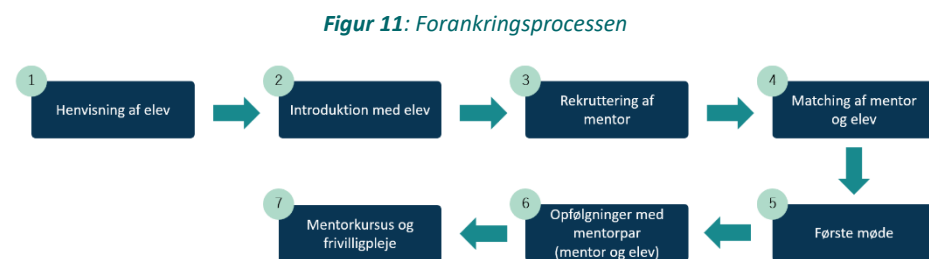 Figur 11: Forankringsprocessen
1
Henvisning af elev
2
Introduktion med elev
3
Rekruttering af
mentor
4
Matching af mentor
og elev
5
Første møde
6
Opfølgninger med
mentorpar
(mentor og elev)
7
Mentorkursus og
frivilligpleje